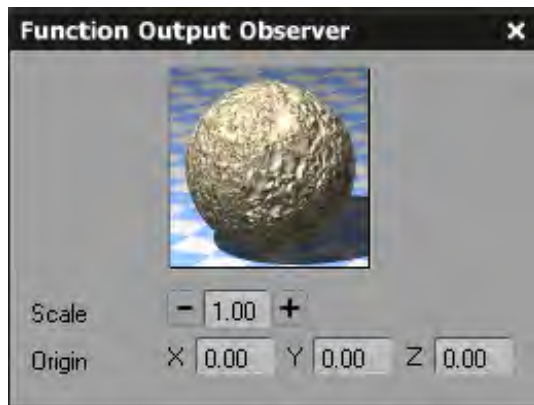 Function Output Observer ×
Scale - 1.00 +
Origin X 0.00 Y 0.00 Z 0.00